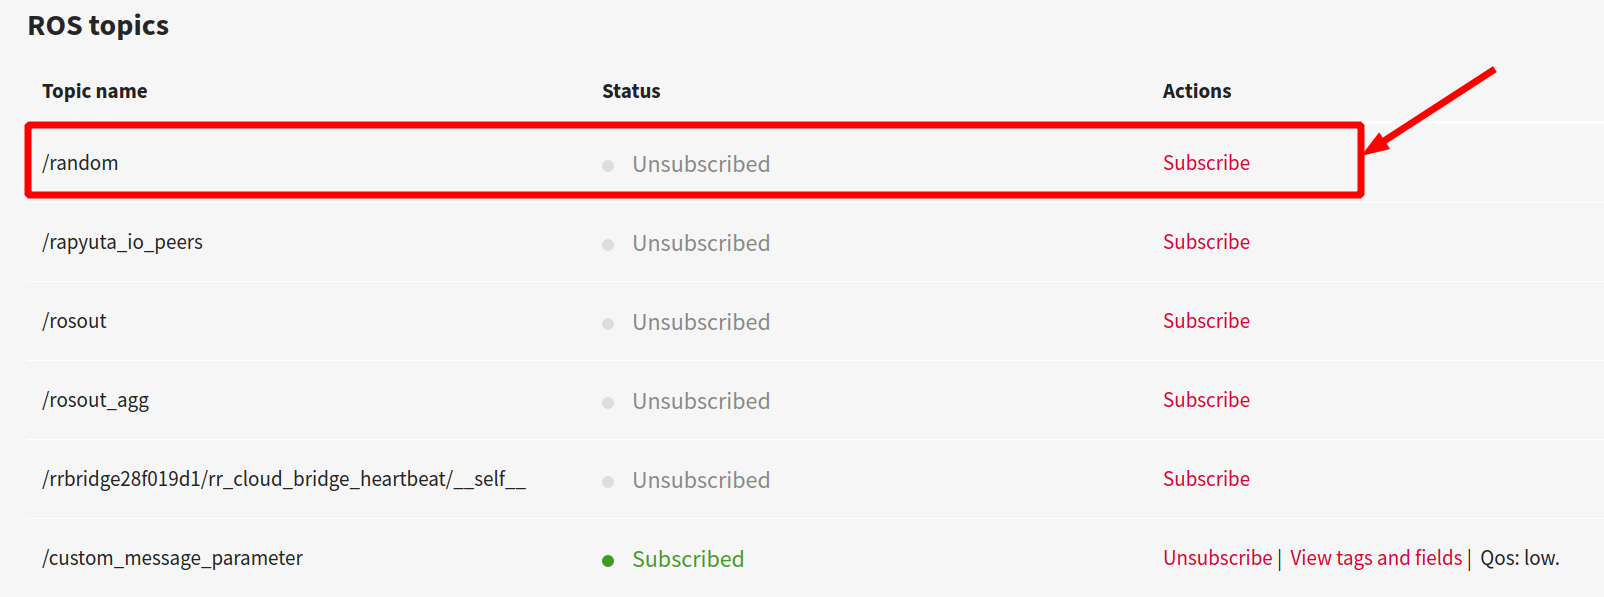 ROS topics
Topic name Status Actions
/random Unsubscribed Subscribe
/rapyuta_io_peers Unsubscribed Subscribe
/rosout Unsubscribed Subscribe
/rosout_agg Unsubscribed Subscribe
/rrbridge28f019d1/rr_cloud_bridge_heartbeat/__self__ Unsubscribed Subscribe
/custom_message_parameter Subscribed Unsubscribe | View tags and fields | Qos: low.